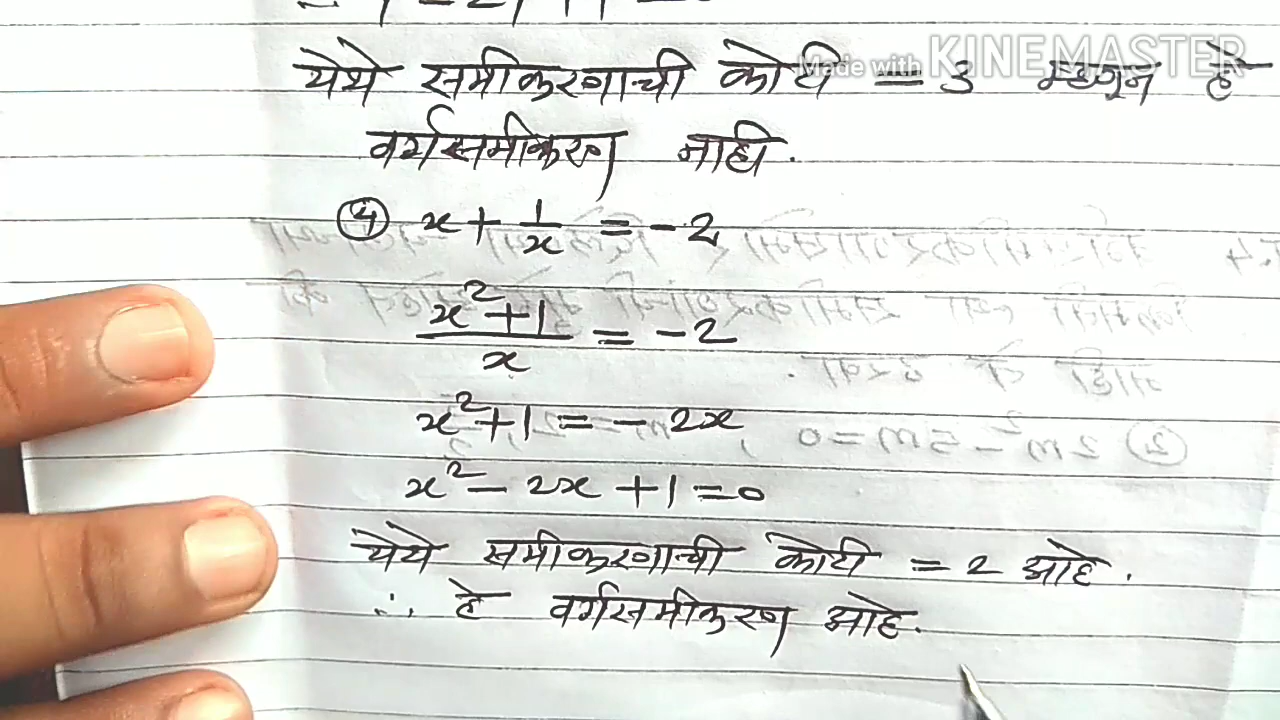 Made with KINEMASTER
येथे समीकरणाची कोटी = 3 म्हणून हे
वर्गसमीकरण नाही.
④ x + 1/x = -2
x²+1/x = -2
x²+1 = -2x
x² - 2x + 1 = 0
येथे समीकरणाची कोटी = 2 आहे.
∴ हे वर्गसमीकरण आहे.